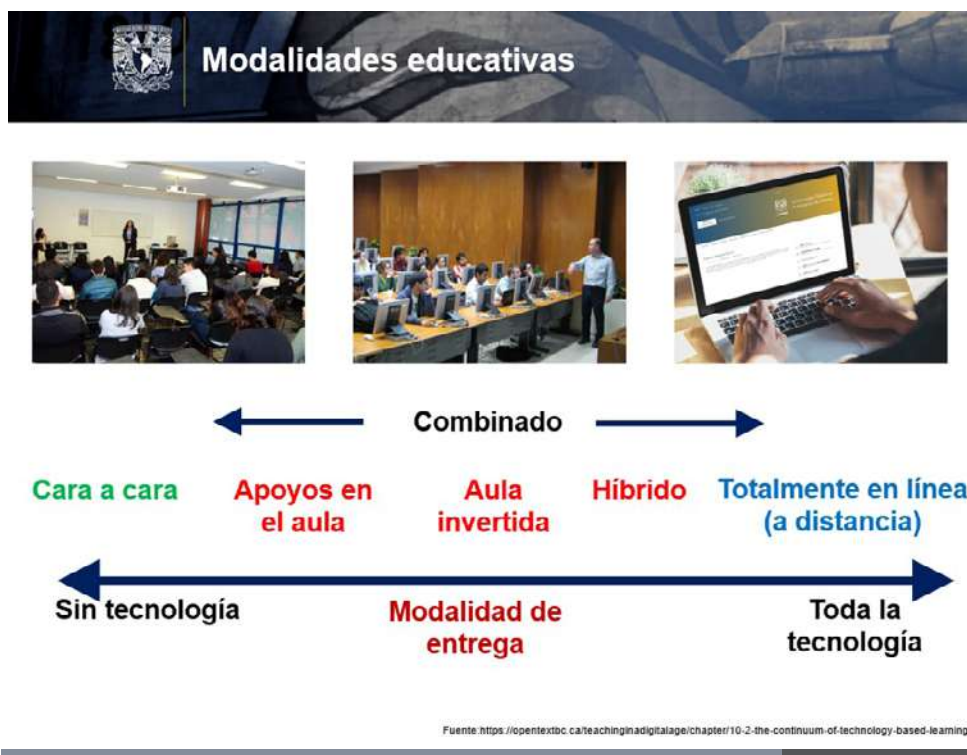 Modalidades educativas
Combinado
Cara a cara
Apoyos en
el aula
Aula
invertida
Híbrido
Totalmente en línea
(a distancia)
Sin tecnología
Modalidad de
entrega
Toda la
tecnología
Fuente:https://opentextbc.ca/teachinginadigitalage/chapter/10-2-the-continuum-of-technology-based-learning